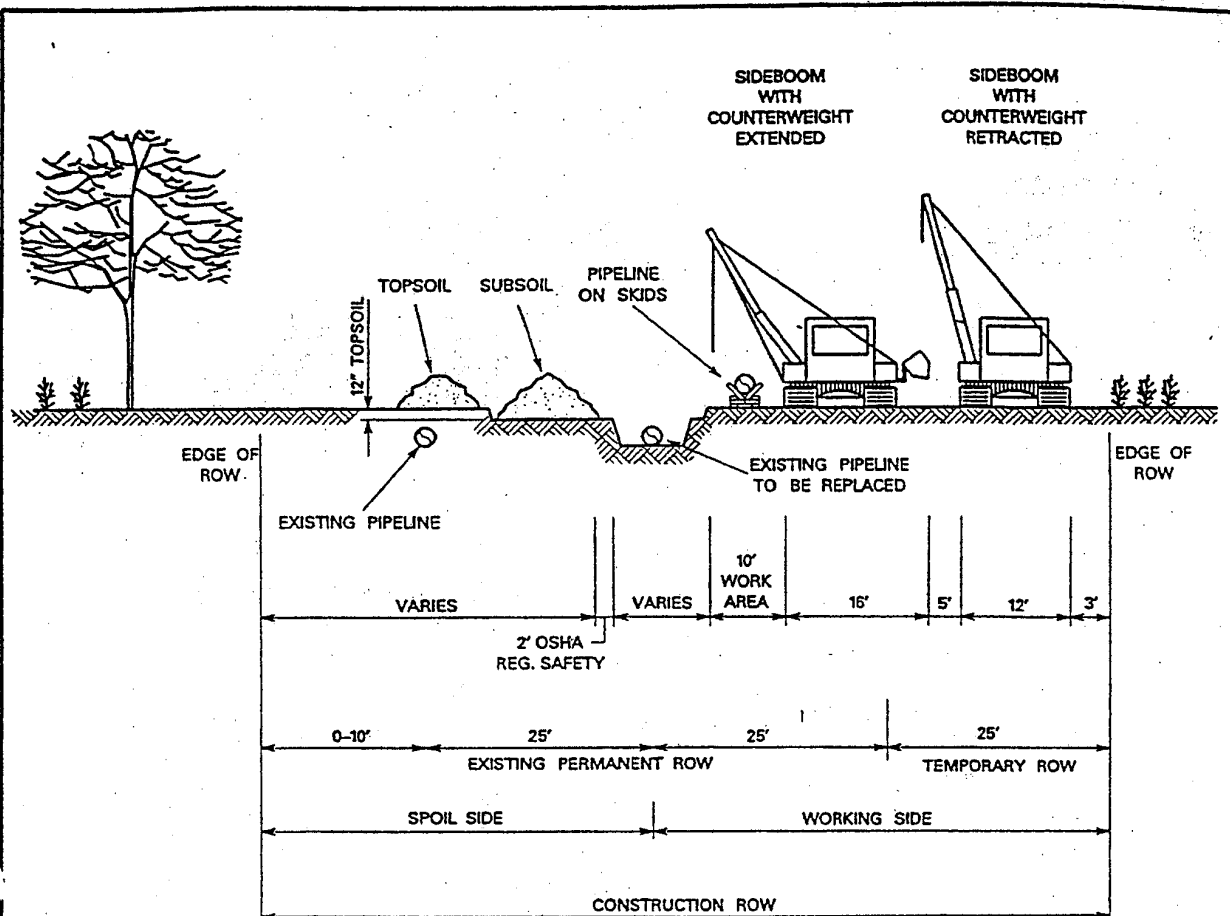 SIDEBOOM
WITH
COUNTERWEIGHT
EXTENDED
SIDEBOOM
WITH
COUNTERWEIGHT
RETRACTED
12" TOPSOIL
TOPSOIL
SUBSOIL
PIPELINE
ON SKIDS
EDGE OF
ROW
EXISTING PIPELINE
EXISTING PIPELINE
TO BE REPLACED
EDGE OF
ROW
VARIES
2' OSHA
REG. SAFETY
VARIES
10'
WORK
AREA
16'
5'
12'
3'
0-10'
25'
25'
25'
EXISTING PERMANENT ROW
TEMPORARY ROW
SPOIL SIDE
WORKING SIDE
CONSTRUCTION ROW